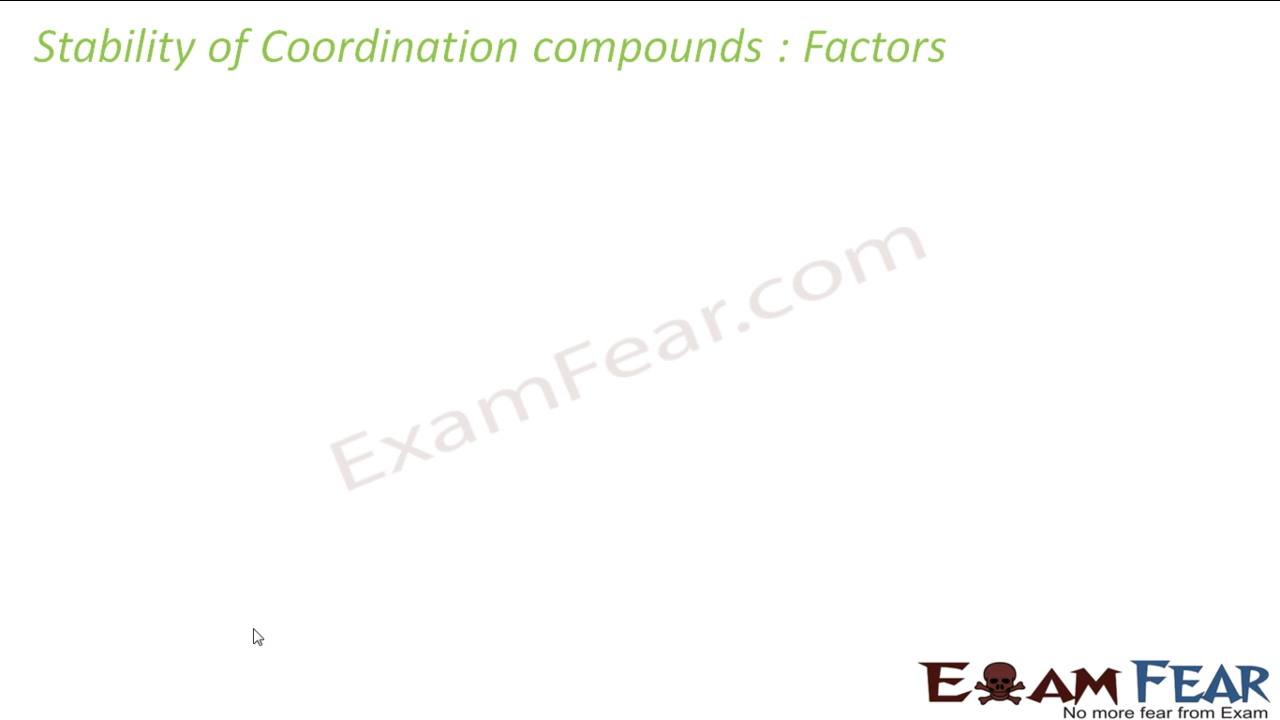 Stability of Coordination compounds : Factors
ExamFear.com
EXAM FEAR
No more fear from Exam